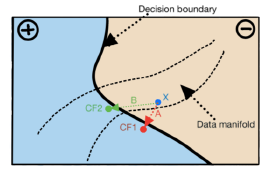 Decision boundary
+
−
X
B
A
CF2
CF1
Data manifold